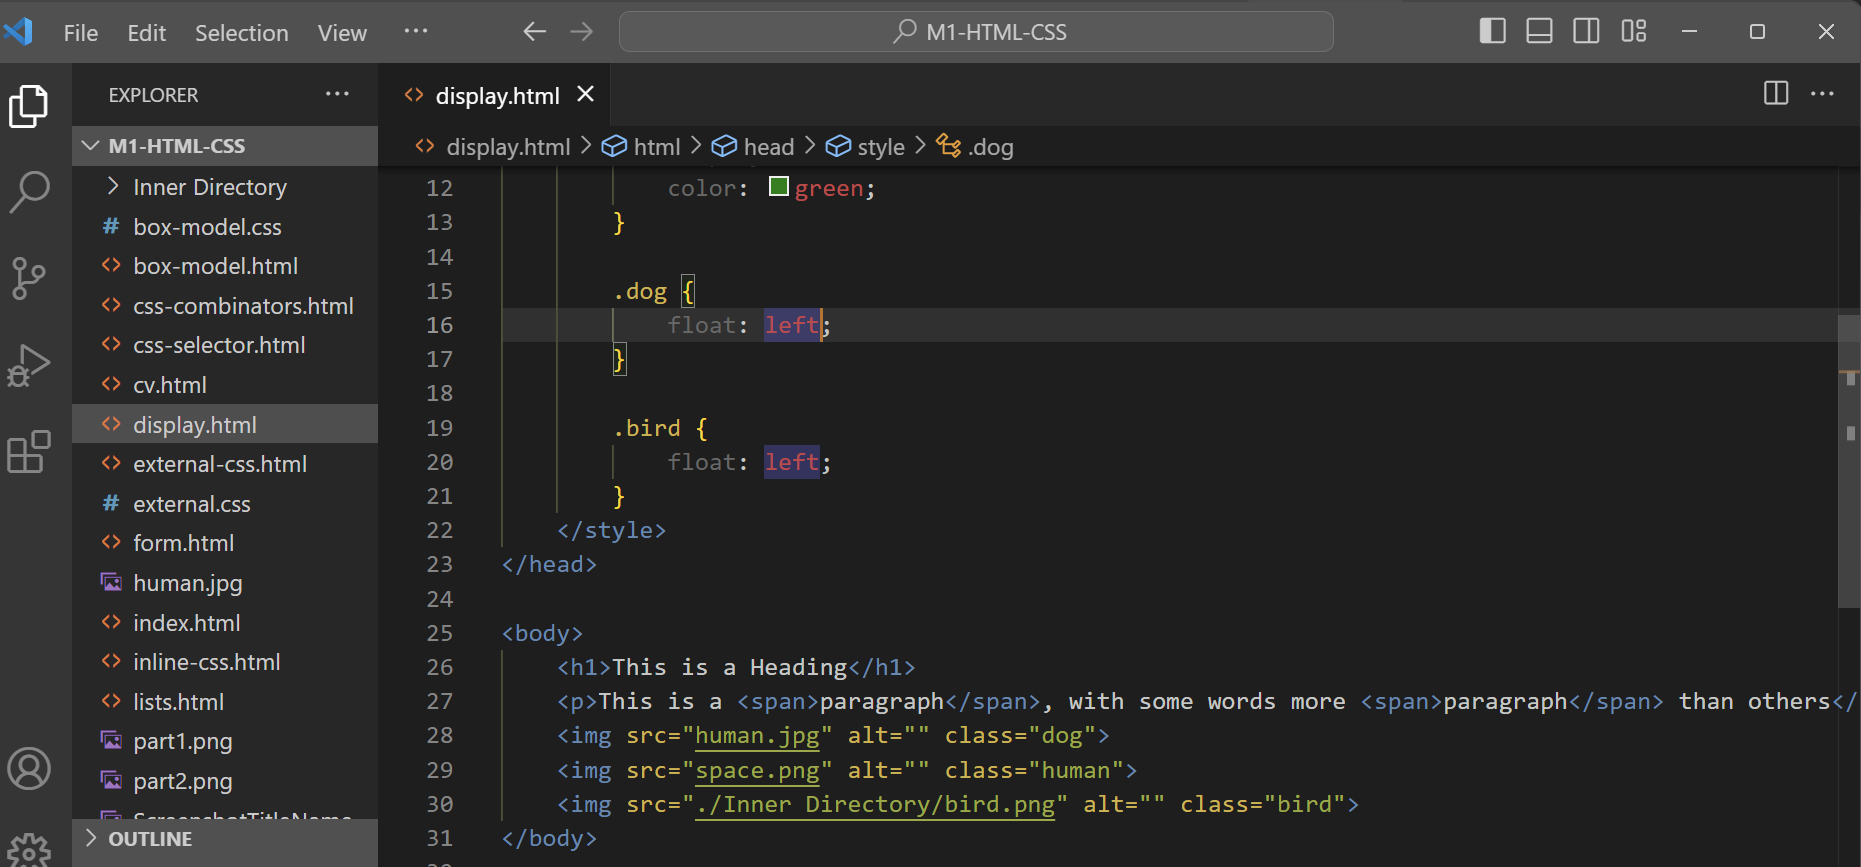 File Edit Selection View ··· M1-HTML-CSS
EXPLORER ···
M1-HTML-CSS
Inner Directory
# box-model.css
<> box-model.html
<> css-combinators.html
<> css-selector.html
<> cv.html
<> display.html
<> external-css.html
# external.css
<> form.html
human.jpg
<> index.html
<> inline-css.html
<> lists.html
part1.png
part2.png
ScreenshotTitleName
OUTLINE
<> display.html
<> display.html > html > head > style > .dog
12 color: green;
13 }
14
15 .dog {
16 float: left;
17 }
18
19 .bird {
20 float: left;
21 }
22 </style>
23 </head>
24
25 <body>
26 <h1>This is a Heading</h1>
27 <p>This is a <span>paragraph</span>, with some words more <span>paragraph</span> than others</
28 <img src="human.jpg" alt="" class="dog">
29 <img src="space.png" alt="" class="human">
30 <img src="./Inner Directory/bird.png" alt="" class="bird">
31 </body>